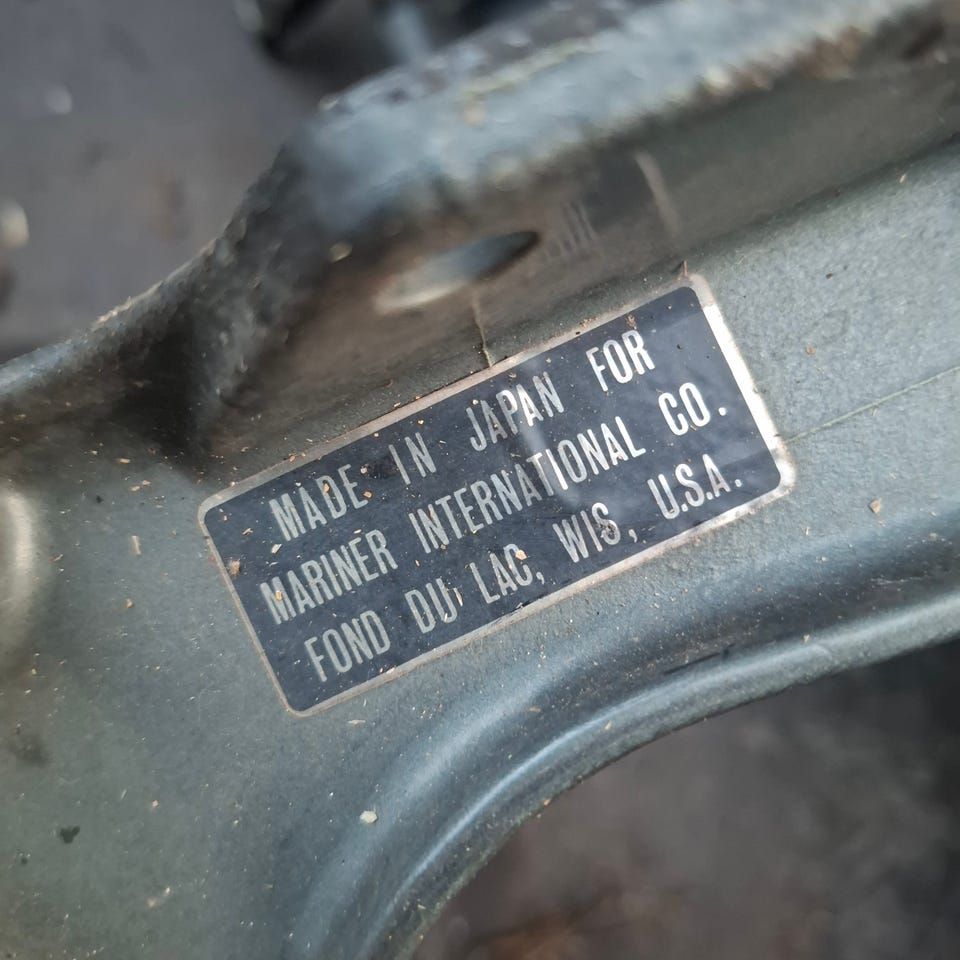 MADE IN JAPAN FOR
MARINER INTERNATIONAL CO.
FOND DU LAC, WIS, U.S.A.